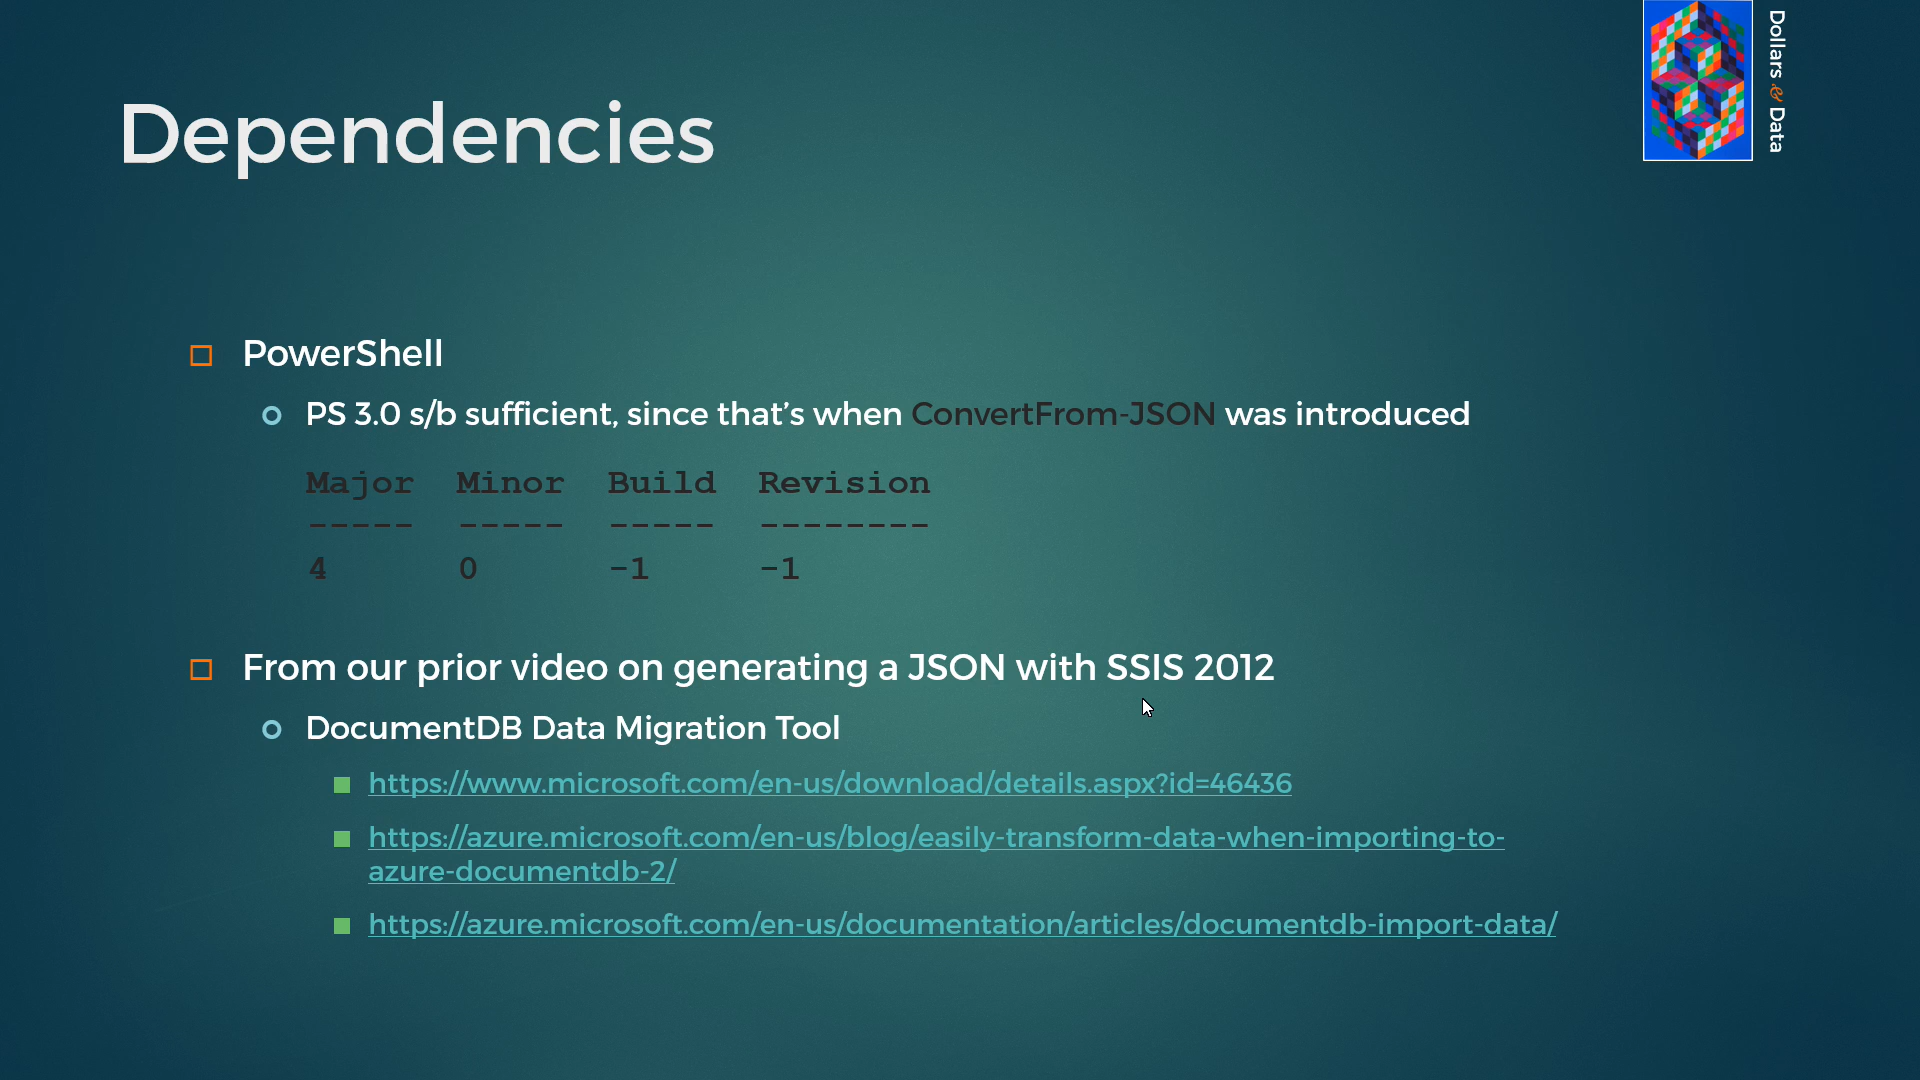 Dollars & Data
Dependencies
PowerShell
PS 3.0 s/b sufficient, since that’s when ConvertFrom-JSON was introduced
Major Minor Build Revision
----- ----- ----- --------
4 0 -1 -1
From our prior video on generating a JSON with SSIS 2012
DocumentDB Data Migration Tool
https://www.microsoft.com/en-us/download/details.aspx?id=46436
https://azure.microsoft.com/en-us/blog/easily-transform-data-when-importing-to-
azure-documentdb-2/
https://azure.microsoft.com/en-us/documentation/articles/documentdb-import-data/